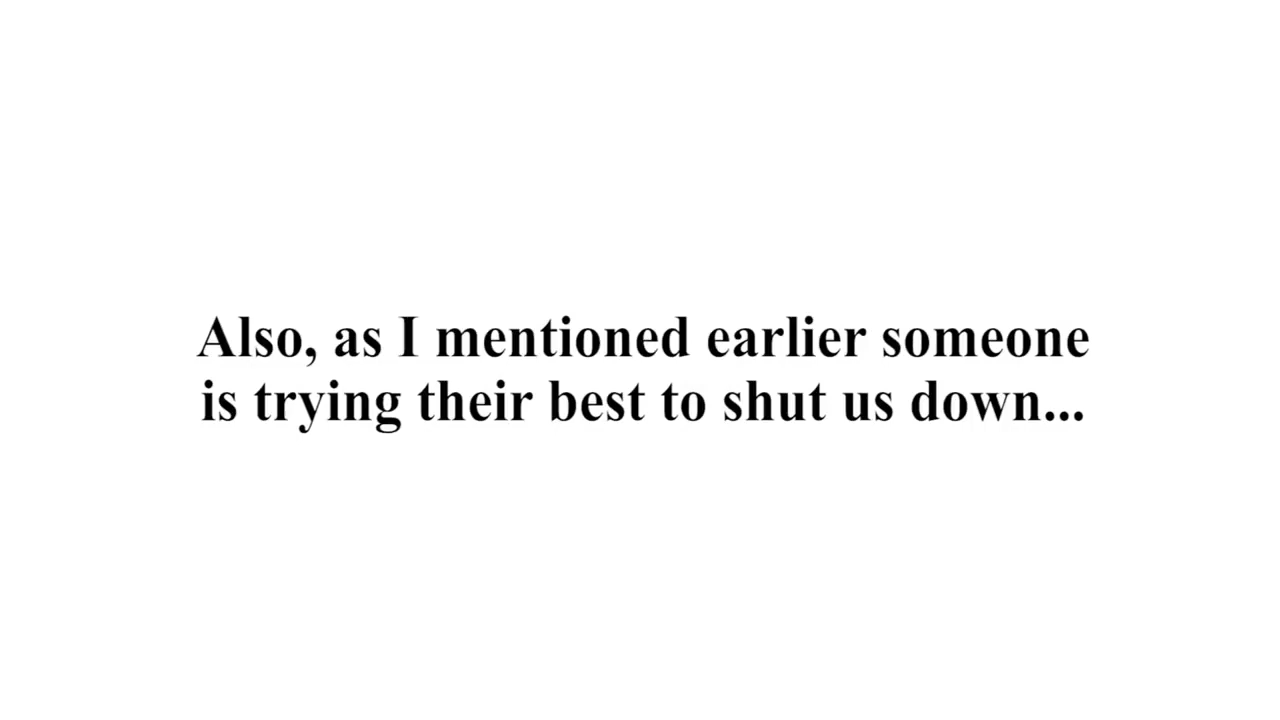 Also, as I mentioned earlier someone
is trying their best to shut us down...